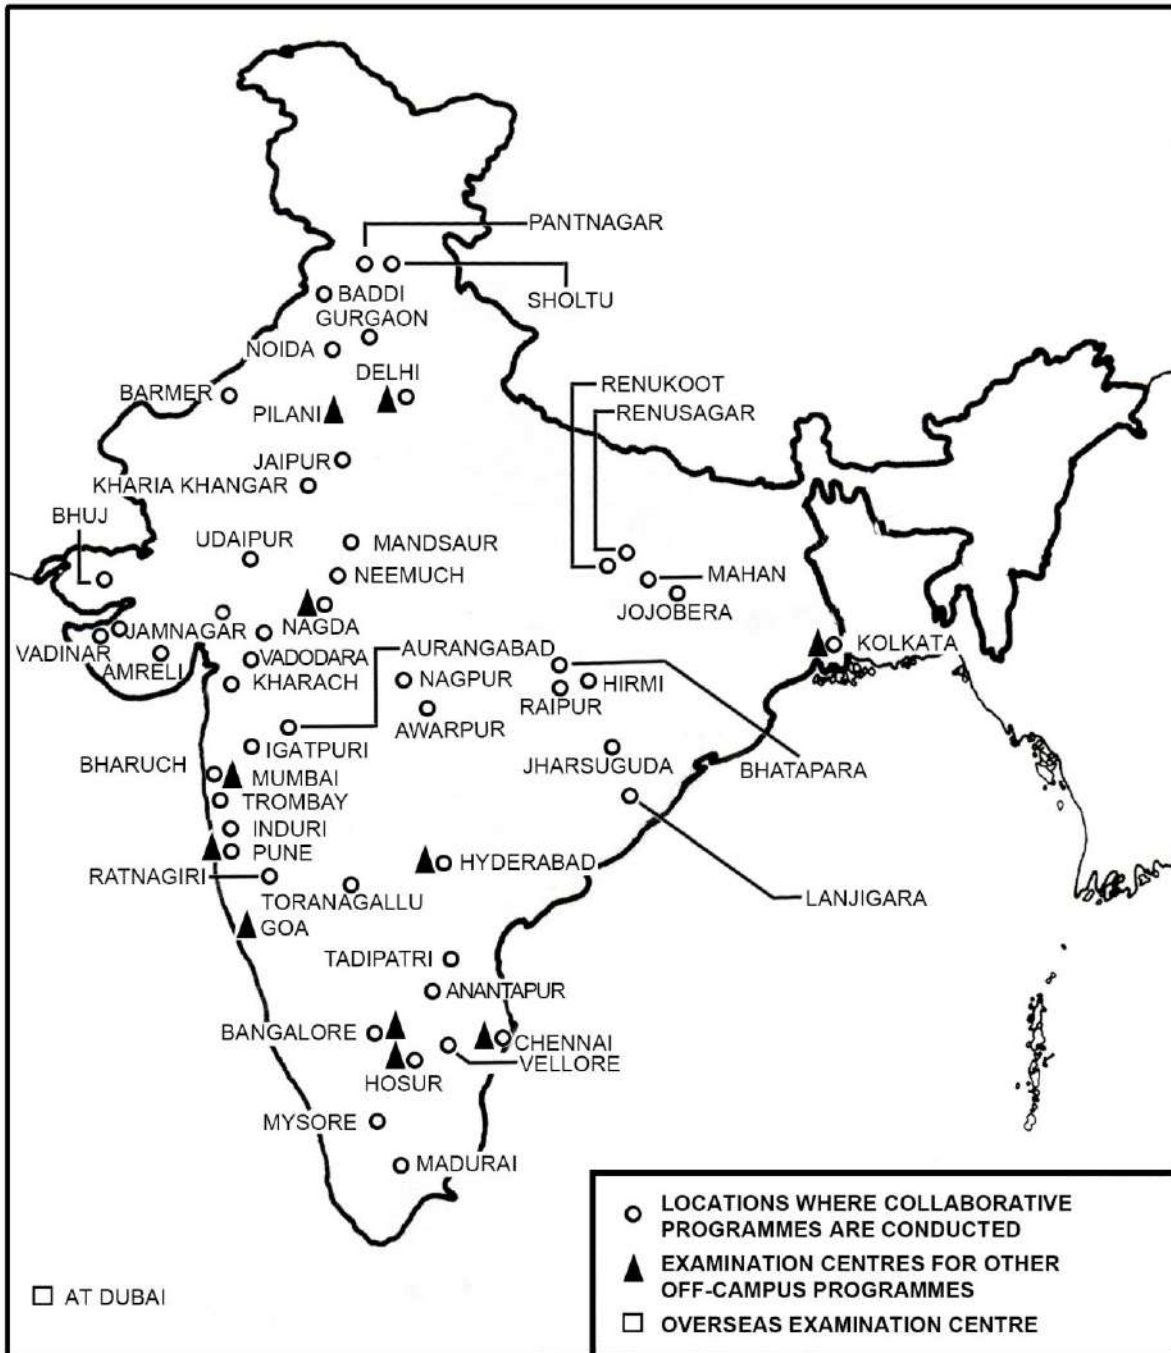 PANTNAGAR
SHOLTU
BADDI
GURGAON
NOIDA
DELHI
RENUKOOT
BARMER
PILANI
RENUSAGAR
JAIPUR
KHARIA KHANGAR
BHUJ
UDAIPUR
MANDSAUR
NEEMUCH
MAHAN
JOJOBERA
JAMNAGAR
NAGDA
KOLKATA
VADINAR
AMRELI
VADODARA
AURANGABAD
KHARACH
NAGPUR
HIRMI
RAIPUR
AWARPUR
IGATPURI
BHARUCH
MUMBAI
JHARSUGUDA
BHATAPARA
TROMBAY
INDURI
PUNE
HYDERABAD
RATNAGIRI
TORANAGALLU
LANJIGARA
GOA
TADIPATRI
ANANTAPUR
BANGALORE
CHENNAI
VELLORE
HOSUR
MYSORE
MADURAI
LOCATIONS WHERE COLLABORATIVE
PROGRAMMES ARE CONDUCTED
EXAMINATION CENTRES FOR OTHER
OFF-CAMPUS PROGRAMMES
OVERSEAS EXAMINATION CENTRE
AT DUBAI